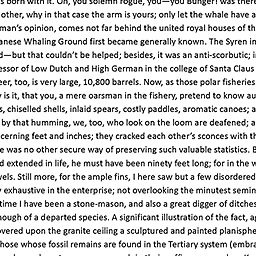 s born with it. Oh, you solemn rogue, you—you Bunger! was there
other, why in that case the arm is yours; only let the whale have a
man's opinion, comes not far behind the united royal houses of th
anese Whaling Ground first became generally known. The Syren in
d—but that couldn't be helped; besides, it was an anti-scorbutic; i
essor of Low Dutch and High German in the college of Santa Claus
eer, too, is very large, 10,800 barrels. Now, as those polar fisheries
y is it, that you, a mere oarsman in the fishery, pretend to know au
s, chiselled shells, inlaid spears, costly paddles, aromatic canoes; a
by that humming, we, too, who look on the loom are deafened; a
cerning feet and inches; they cracked each other's sconces with th
e was no other secure way of preserving such valuable statistics. B
d extended in life, he must have been ninety feet long; for in the w
vels. Still more, for the ample fins, I here saw but a few disordered
y exhaustive in the enterprise; not overlooking the minutest semin
time I have been a stone-mason, and also a great digger of ditches
nough of a departed species. A significant illustration of the fact, ag
overed upon the granite ceiling a sculptured and painted planisphe
hose whose fossil remains are found in the Tertiary system (embra